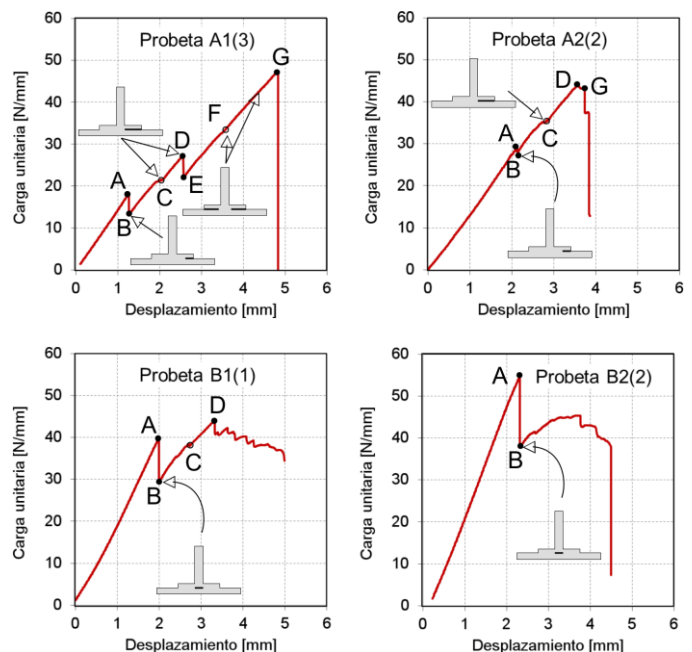 Probeta A1(3)
Carga unitaria [N/mm]
60
50
40
30
20
10
0
A
B
C
D
E
F
G
0 1 2 3 4 5 6
Desplazamiento [mm]
Probeta A2(2)
Carga unitaria [N/mm]
60
50
40
30
20
10
0
A
B
C
D
G
0 1 2 3 4 5 6
Desplazamiento [mm]
Probeta B1(1)
Carga unitaria [N/mm]
60
50
40
30
20
10
0
A
B
C
D
0 1 2 3 4 5 6
Desplazamiento [mm]
Probeta B2(2)
Carga unitaria [N/mm]
60
50
40
30
20
10
0
A
B
0 1 2 3 4 5 6
Desplazamiento [mm]